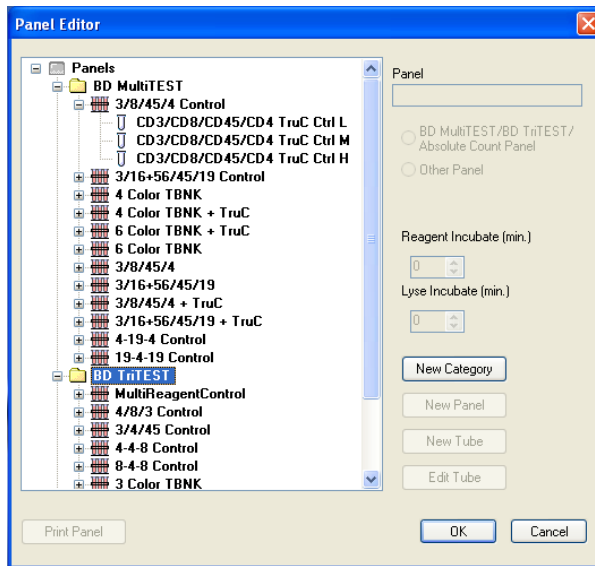 Panel Editor
Panels
BD MultiTEST
3/8/45/4 Control
CD3/CD8/CD45/CD4 TruC Ctrl L
CD3/CD8/CD45/CD4 TruC Ctrl M
CD3/CD8/CD45/CD4 TruC Ctrl H
3/16+56/45/19 Control
4 Color TBNK
4 Color TBNK + TruC
6 Color TBNK + TruC
6 Color TBNK
3/8/45/4
3/16+56/45/19
3/8/45/4 + TruC
3/16+56/45/19 + TruC
4-19-4 Control
19-4-19 Control
BD TriTEST
MultiReagentControl
4/8/3 Control
3/4/45 Control
4-4-8 Control
8-4-8 Control
3 Color TBNK
Panel
BD MultiTEST/BD TriTEST/
Absolute Count Panel
Other Panel
Reagent Incubate (min.)
0
Lyse Incubate (min.)
0
New Category
New Panel
New Tube
Edit Tube
Print Panel
OK
Cancel